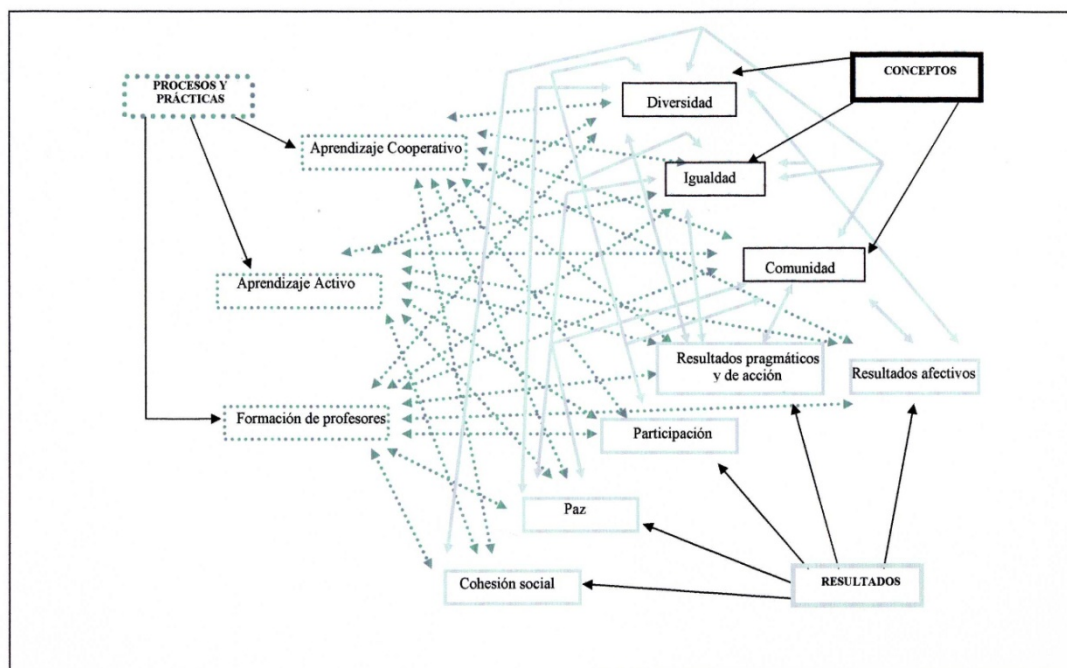 PROCESOS Y
PRÁCTICAS
CONCEPTOS
Diversidad
Aprendizaje Cooperativo
Igualdad
Comunidad
Aprendizaje Activo
Resultados pragmáticos
y de acción
Resultados afectivos
Formación de profesores
Participación
Paz
Cohesión social
RESULTADOS